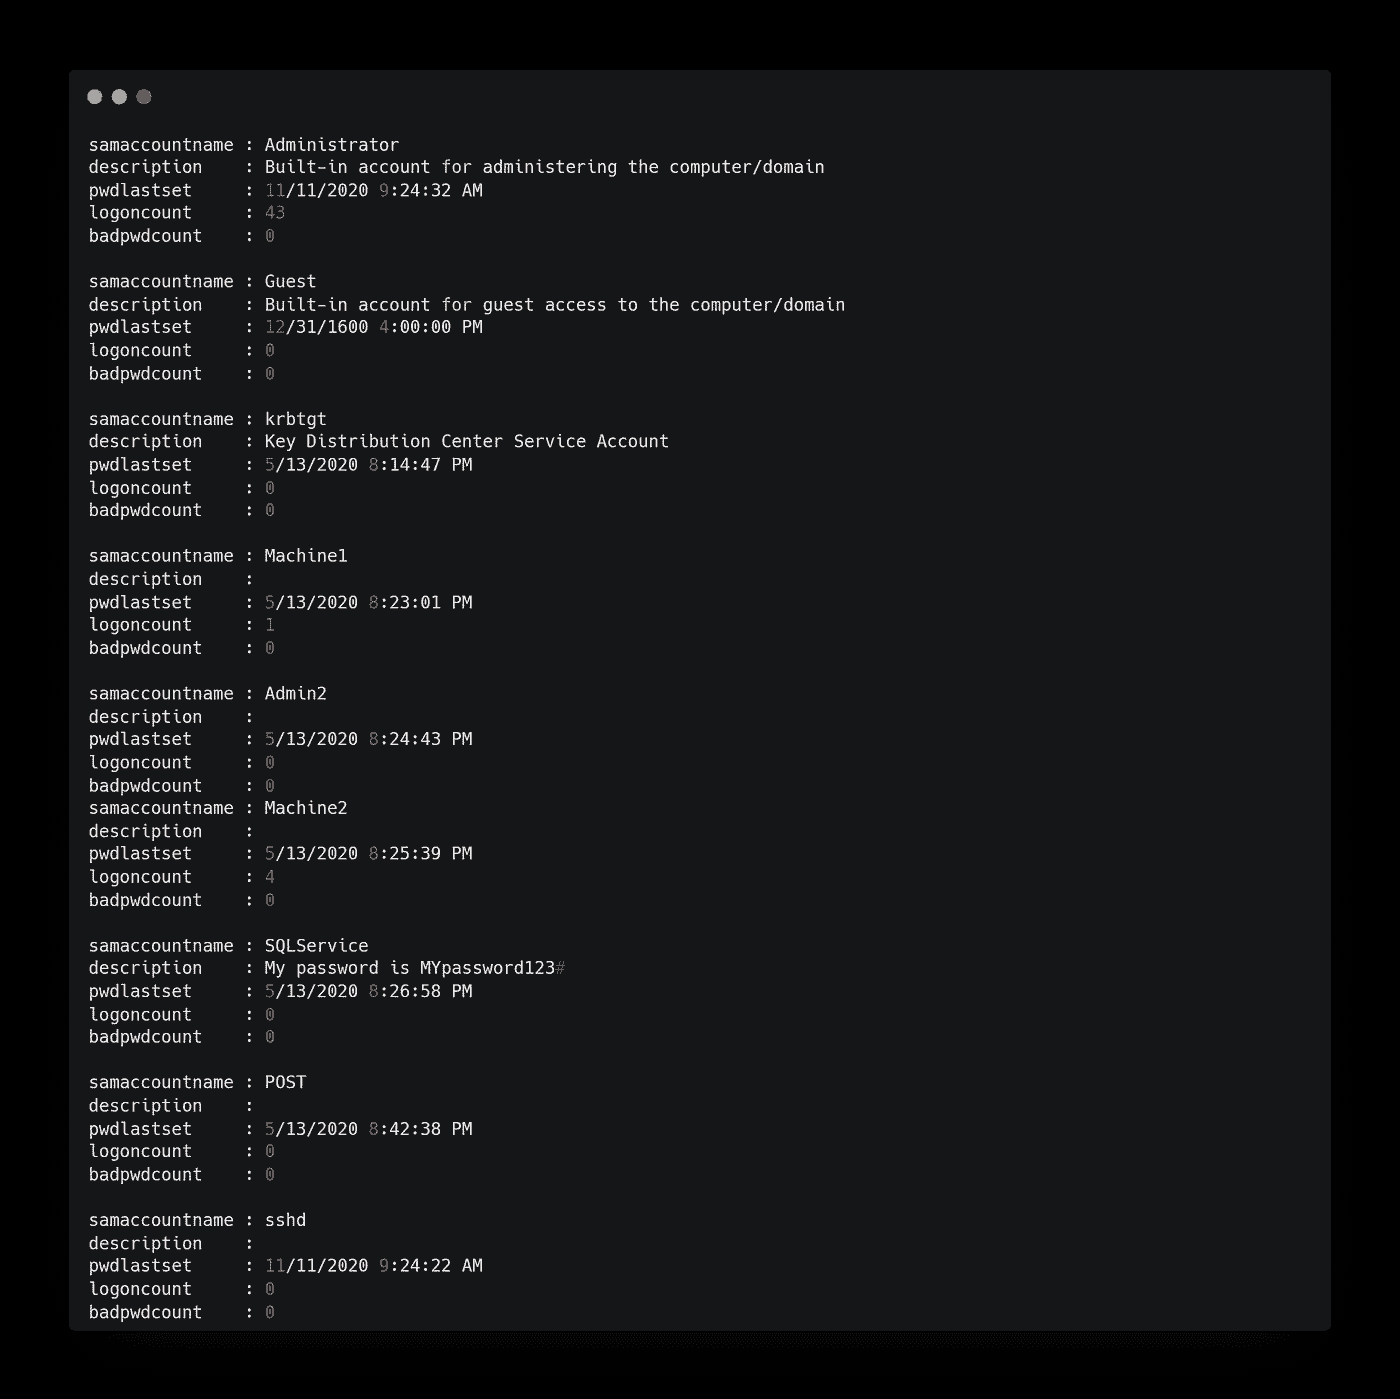 samaccountname : Administrator
description    : Built-in account for administering the computer/domain
pwdlastset     : 11/11/2020 9:24:32 AM
logoncount     : 43
badpwdcount    : 0

samaccountname : Guest
description    : Built-in account for guest access to the computer/domain
pwdlastset     : 12/31/1600 4:00:00 PM
logoncount     : 0
badpwdcount    : 0

samaccountname : krbtgt
description    : Key Distribution Center Service Account
pwdlastset     : 5/13/2020 8:14:47 PM
logoncount     : 0
badpwdcount    : 0

samaccountname : Machine1
description    :
pwdlastset     : 5/13/2020 8:23:01 PM
logoncount     : 1
badpwdcount    : 0

samaccountname : Admin2
description    :
pwdlastset     : 5/13/2020 8:24:43 PM
logoncount     : 0
badpwdcount    : 0
samaccountname : Machine2
description    :
pwdlastset     : 5/13/2020 8:25:39 PM
logoncount     : 4
badpwdcount    : 0

samaccountname : SQLService
description    : My password is MYpassword123#
pwdlastset     : 5/13/2020 8:26:58 PM
logoncount     : 0
badpwdcount    : 0

samaccountname : POST
description    :
pwdlastset     : 5/13/2020 8:42:38 PM
logoncount     : 0
badpwdcount    : 0

samaccountname : sshd
description    :
pwdlastset     : 11/11/2020 9:24:22 AM
logoncount     : 0
badpwdcount    : 0